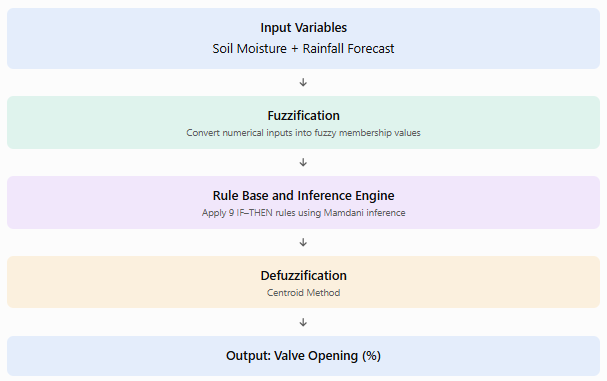 Input Variables
Soil Moisture + Rainfall Forecast
↓
Fuzzification
Convert numerical inputs into fuzzy membership values
↓
Rule Base and Inference Engine
Apply 9 IF–THEN rules using Mamdani inference
↓
Defuzzification
Centroid Method
↓
Output: Valve Opening (%)